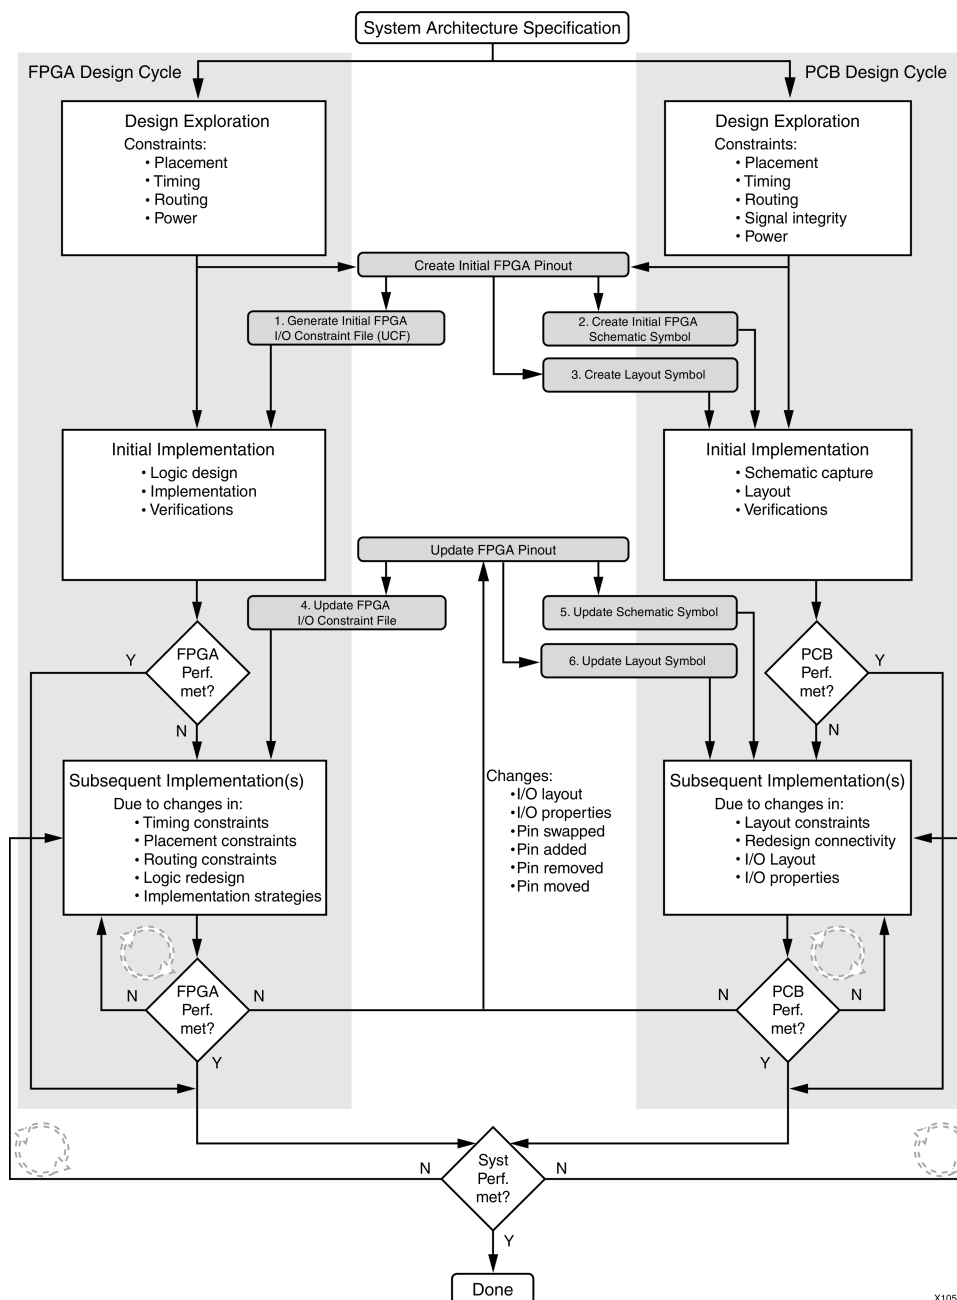 System Architecture Specification
FPGA Design Cycle
PCB Design Cycle
Design Exploration
Constraints:
• Placement
• Timing
• Routing
• Power
Design Exploration
Constraints:
• Placement
• Timing
• Routing
• Signal integrity
• Power
Create Initial FPGA Pinout
1. Generate Initial FPGA
I/O Constraint File (UCF)
2. Create Initial FPGA
Schematic Symbol
3. Create Layout Symbol
Initial Implementation
• Logic design
• Implementation
• Verifications
Initial Implementation
• Schematic capture
• Layout
• Verifications
Update FPGA Pinout
4. Update FPGA
I/O Constraint File
5. Update Schematic Symbol
6. Update Layout Symbol
FPGA
Perf.
met?
Y
N
PCB
Perf.
met?
Y
N
Subsequent Implementation(s)
Due to changes in:
• Timing constraints
• Placement constraints
• Routing constraints
• Logic redesign
• Implementation strategies
Changes:
• I/O layout
• I/O properties
• Pin swapped
• Pin added
• Pin removed
• Pin moved
Subsequent Implementation(s)
Due to changes in:
• Layout constraints
• Redesign connectivity
• I/O Layout
• I/O properties
N
FPGA
Perf.
met?
N
Y
N
PCB
Perf.
met?
N
Y
N
Syst
Perf.
met?
N
Y
Done